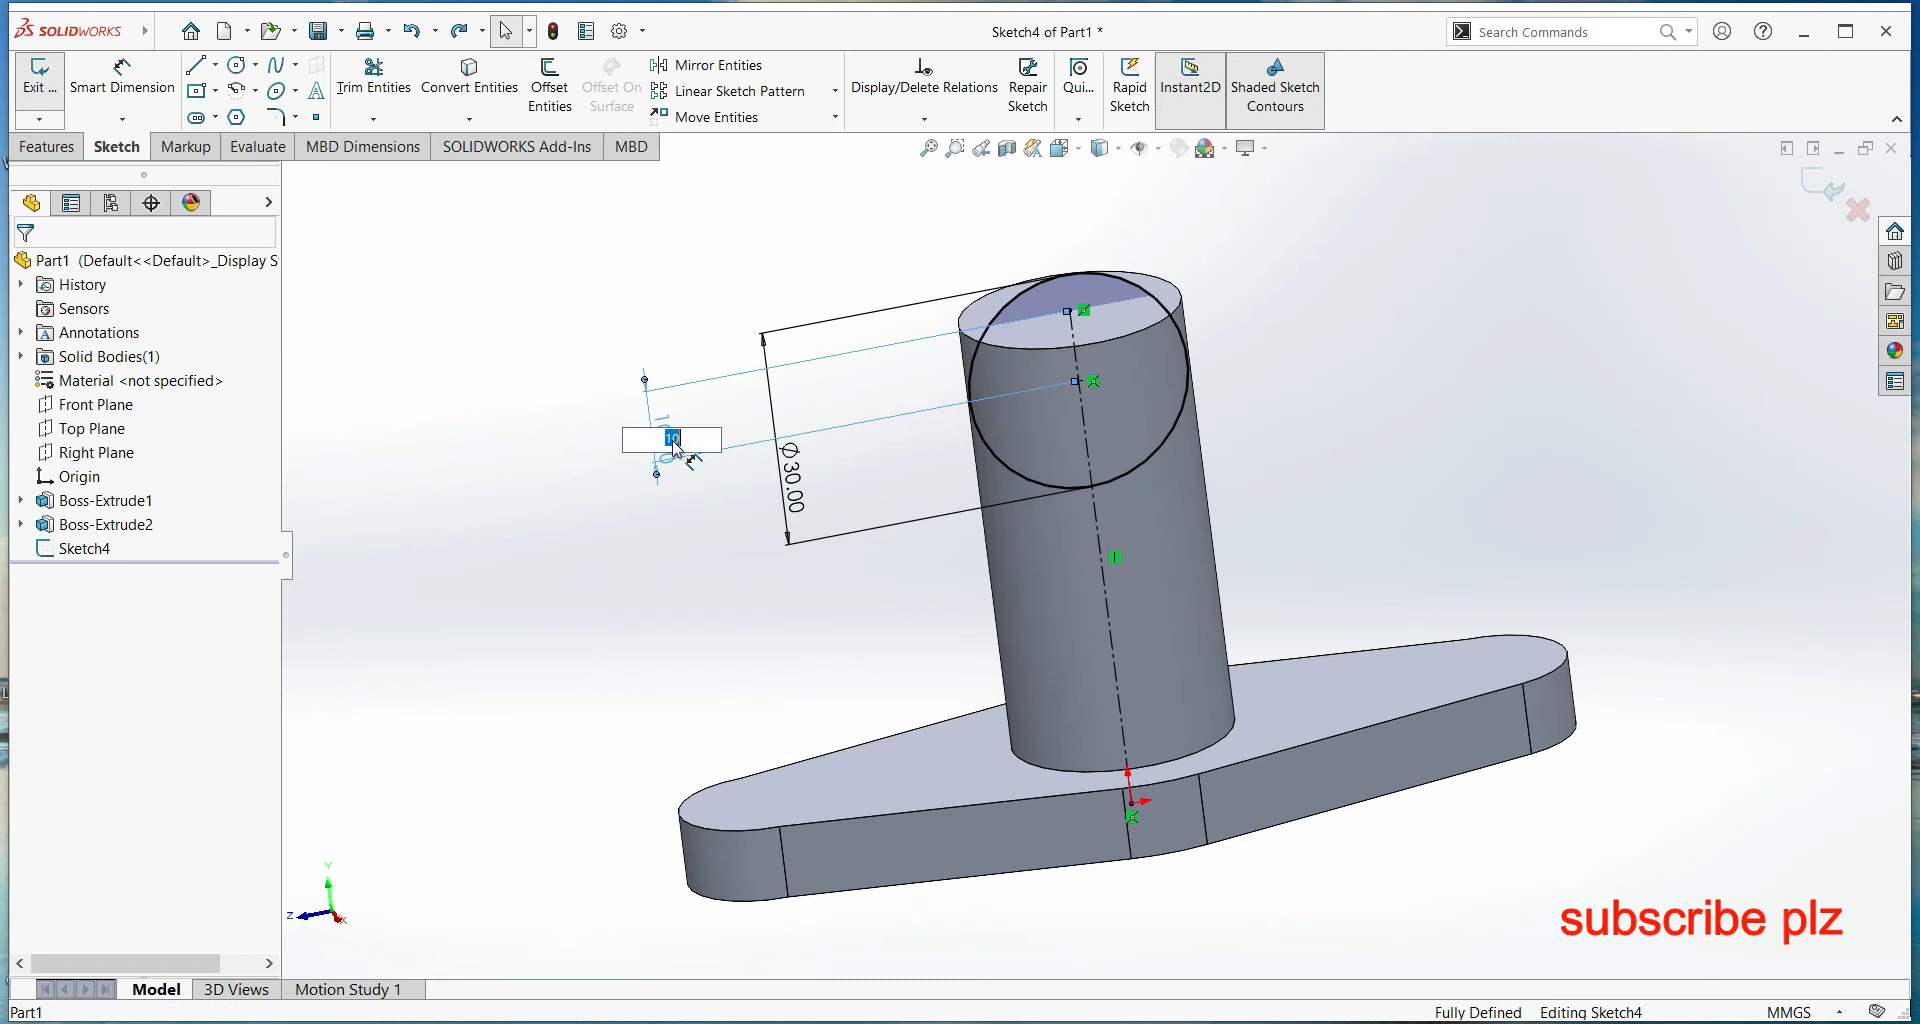 SOLIDWORKS
Sketch4 of Part1 *
Search Commands
Exit ...
Smart Dimension
Trim Entities
Convert Entities
Offset Entities
Offset On Surface
Mirror Entities
Linear Sketch Pattern
Move Entities
Display/Delete Relations
Repair Sketch
Qui...
Rapid Sketch
Instant2D
Shaded Sketch Contours
Features
Sketch
Markup
Evaluate
MBD Dimensions
SOLIDWORKS Add-Ins
MBD
Part1 (Default<<Default>_Display S
History
Sensors
Annotations
Solid Bodies(1)
Material <not specified>
Front Plane
Top Plane
Right Plane
Origin
Boss-Extrude1
Boss-Extrude2
Sketch4
10
Ø30.00
Y
Z
X
subscribe plz
Model
3D Views
Motion Study 1
Part1
Fully Defined
Editing Sketch4
MMGS